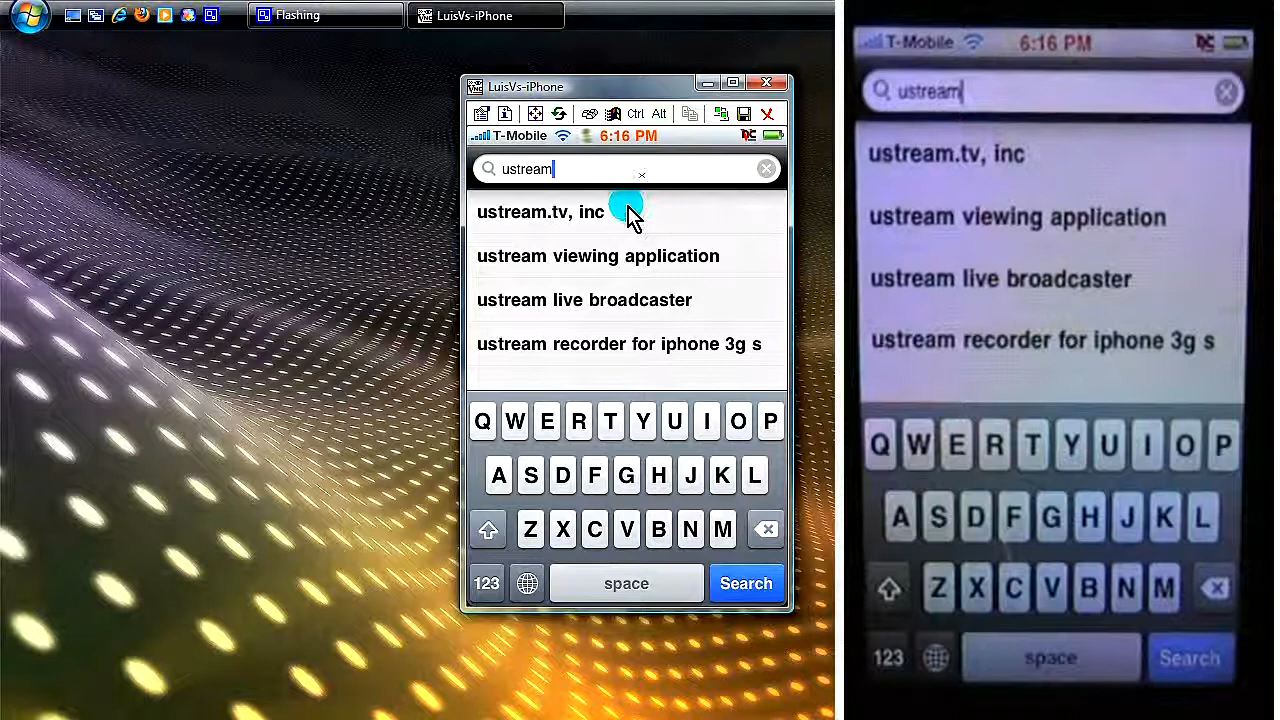 Flashing
LuisVs-iPhone
LuisVs-iPhone
Ctrl Alt
T-Mobile 6:16 PM
ustream
ustream.tv, inc
ustream viewing application
ustream live broadcaster
ustream recorder for iphone 3g s
Q W E R T Y U I O P
A S D F G H J K L
Z X C V B N M
123 space Search
T-Mobile 6:16 PM
ustream
ustream.tv, inc
ustream viewing application
ustream live broadcaster
ustream recorder for iphone 3g s
Q W E R T Y U I O P
A S D F G H J K L
Z X C V B N M
123 space Search